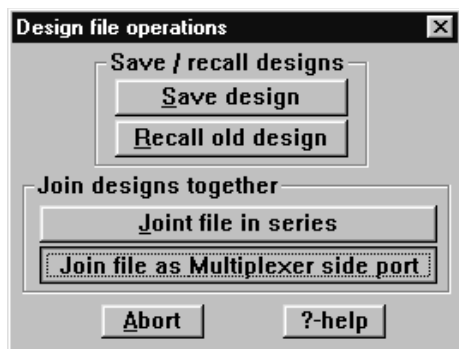 Design file operations
Save / recall designs
Save design
Recall old design
Join designs together
Joint file in series
Join file as Multiplexer side port
Abort
?-help